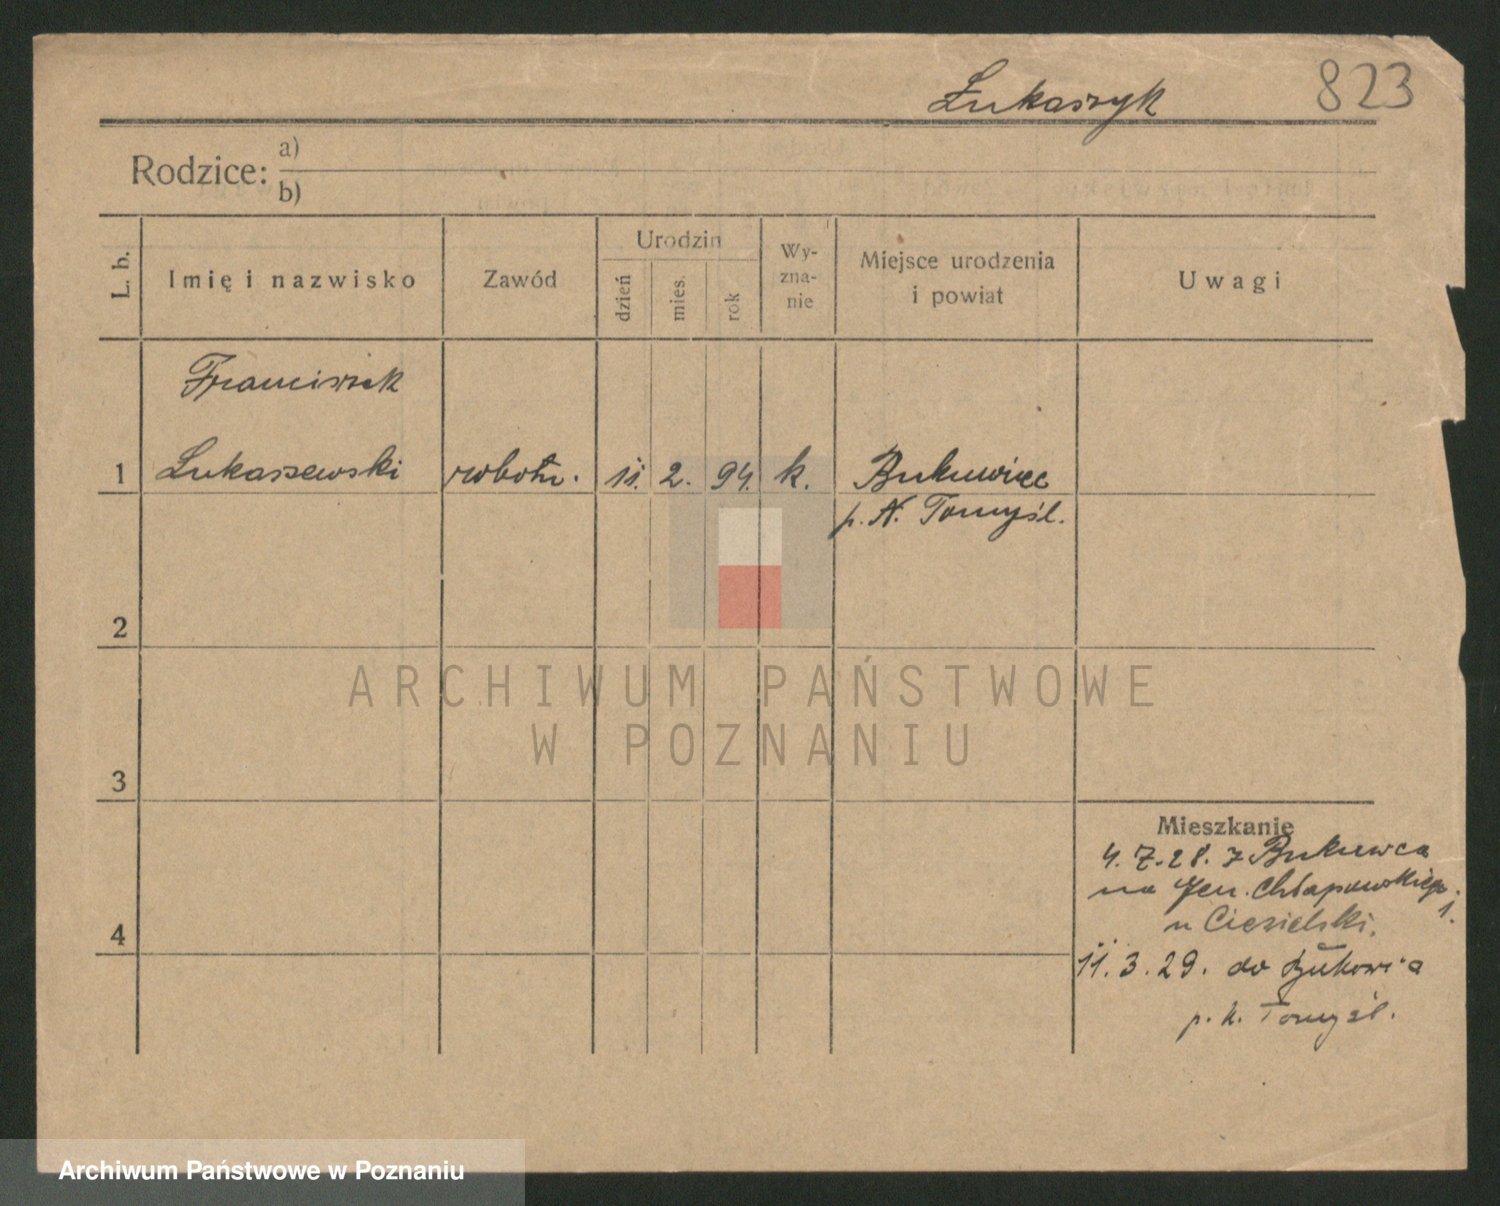 Łukaszyk 823
Rodzice: a)
b)
L. b.
Imię i nazwisko
Zawód
Urodzin
dzień
mies.
rok
Wy-
zna-
nie
Miejsce urodzenia
i powiat
Uwagi
Franciszek
1 Łukaszewski robotn. 11. 2. 94. k. Bukowiec
p. N. Tomyśl.
2
3
4
Mieszkanie
4.7.28. z Bukowca
na Gen. Chłapowskiego
1.
u Ciesielski.
11.3.29. do Bukowca
p. N. Tomyśl.
ARCHIWUM PAŃSTWOWE
W POZNANIU
Archiwum Państwowe w Poznaniu